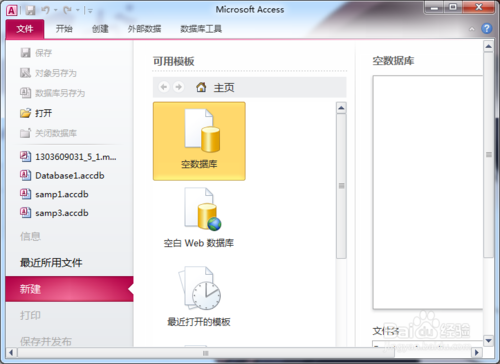 Microsoft Access
文件 开始 创建 外部数据 数据库工具
保存
对象另存为
数据库另存为
打开
关闭数据库
1303609031_5_1.m...
Database1.accdb
samp1.accdb
samp3.accdb
信息
最近所用文件
新建
打印
保存并发布
可用模板
主页
空数据库
空白 Web 数据库
最近打开的模板
空数据库
文件名